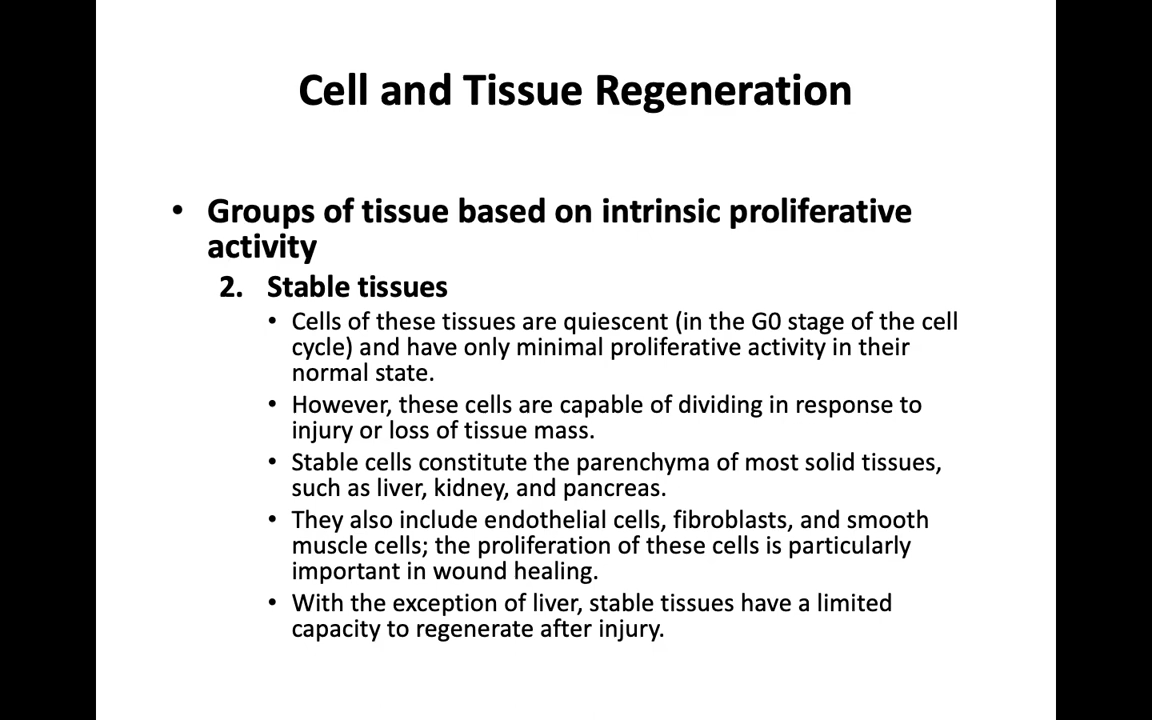 Cell and Tissue Regeneration
• Groups of tissue based on intrinsic proliferative
activity
2. Stable tissues
• Cells of these tissues are quiescent (in the G0 stage of the cell
cycle) and have only minimal proliferative activity in their
normal state.
• However, these cells are capable of dividing in response to
injury or loss of tissue mass.
• Stable cells constitute the parenchyma of most solid tissues,
such as liver, kidney, and pancreas.
• They also include endothelial cells, fibroblasts, and smooth
muscle cells; the proliferation of these cells is particularly
important in wound healing.
• With the exception of liver, stable tissues have a limited
capacity to regenerate after injury.